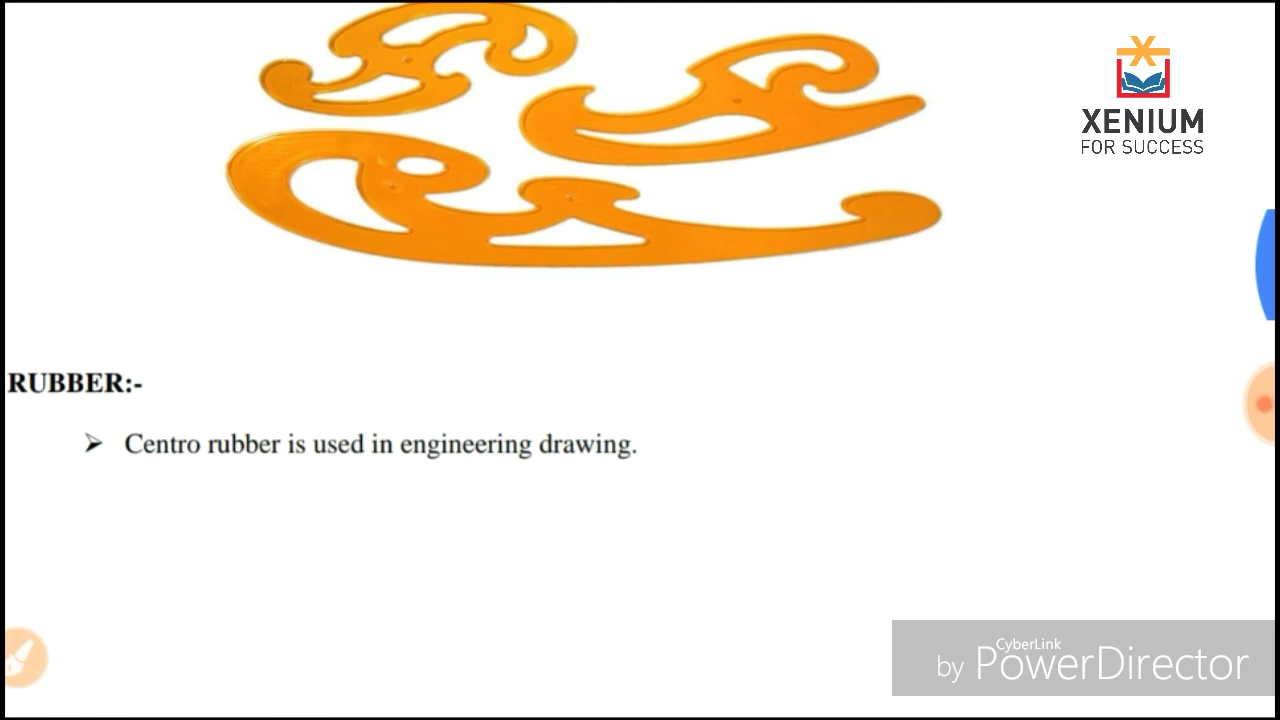 XENIUM
FOR SUCCESS
RUBBER:-
➢ Centro rubber is used in engineering drawing.
CyberLink
by PowerDirector